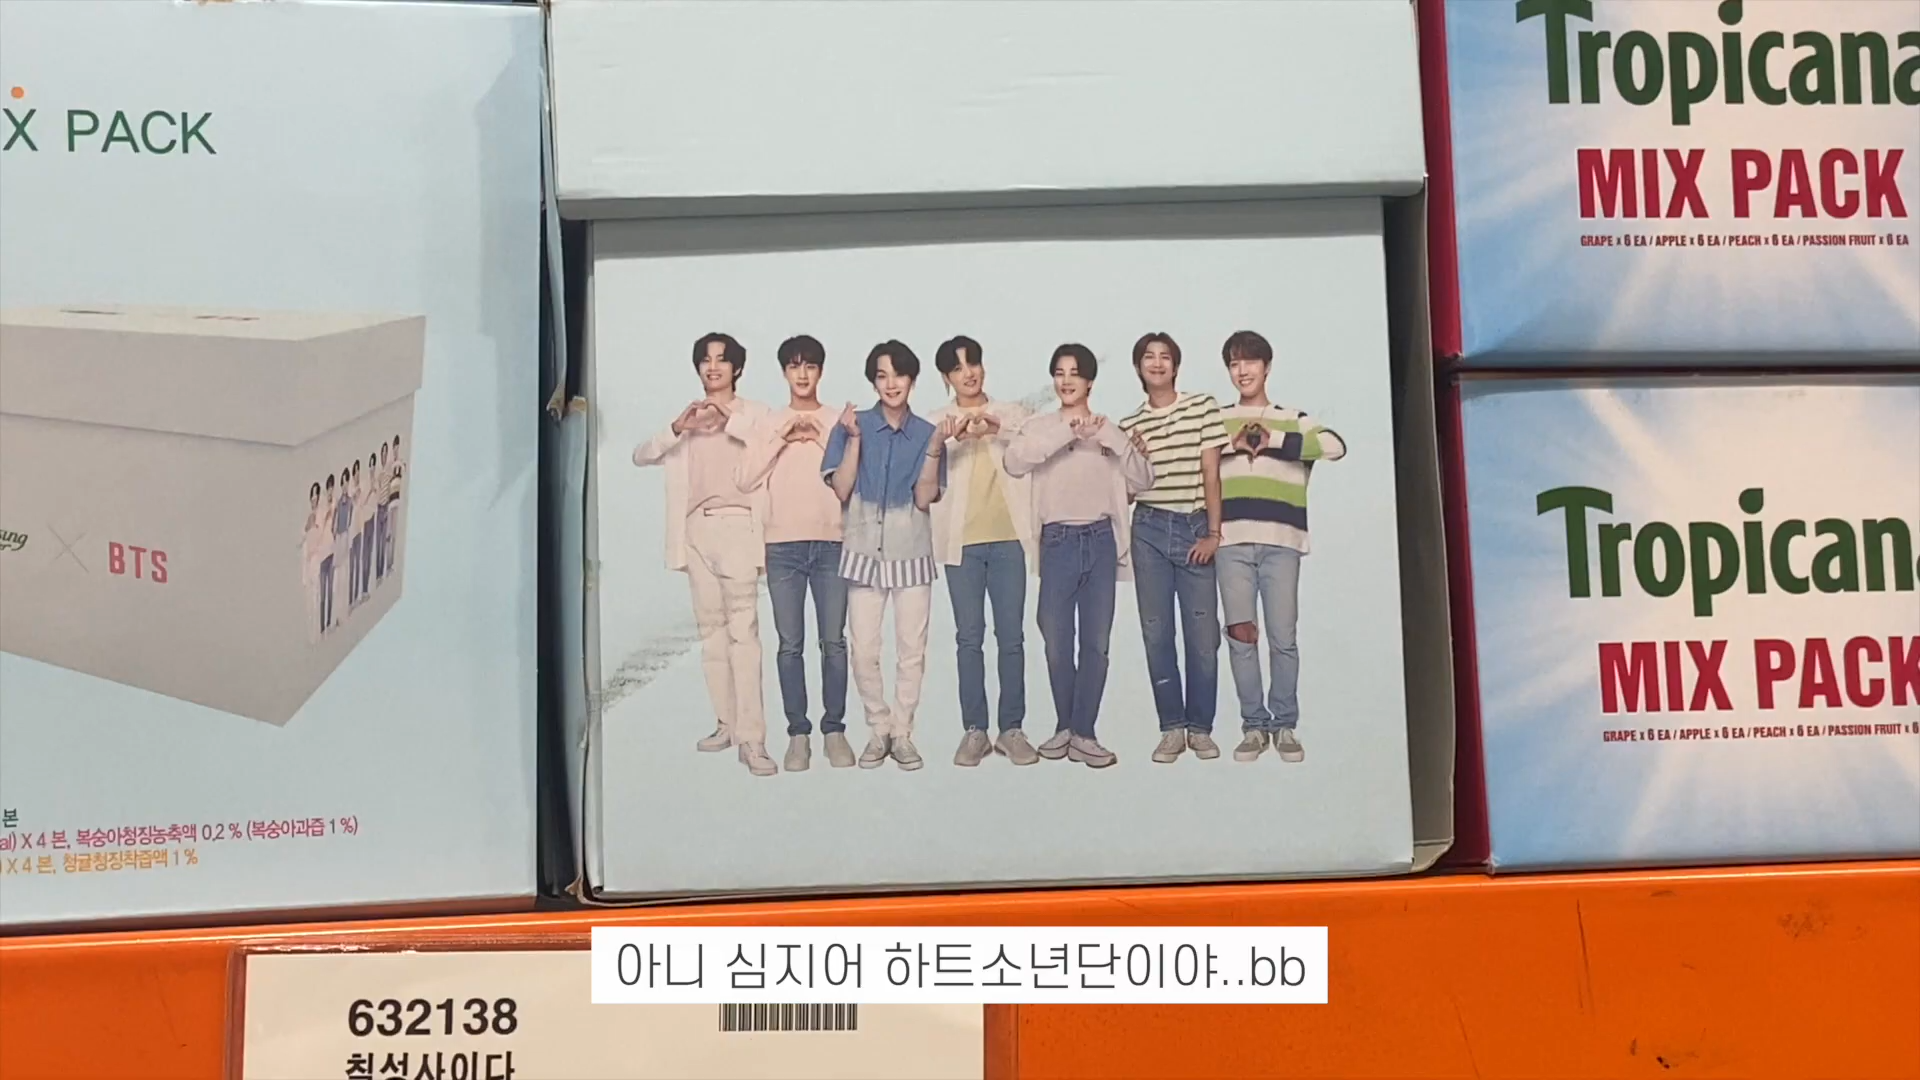 X PACK
BTS
본
al) X 4 본, 복숭아청징농축액 0.2 % (복숭아과즙 1 %)
) X 4 본, 청귤청징착즙액 1 %
Tropicana
MIX PACK
GRAPE x 6 EA / APPLE x 6 EA / PEACH x 6 EA / PASSION FRUIT x 6 EA
Tropican
MIX PACK
GRAPE x 6 EA / APPLE x 6 EA / PEACH x 6 EA / PASSION FRUIT x 6
아니 심지어 하트소년단이야..bb
632138
칠성사이다